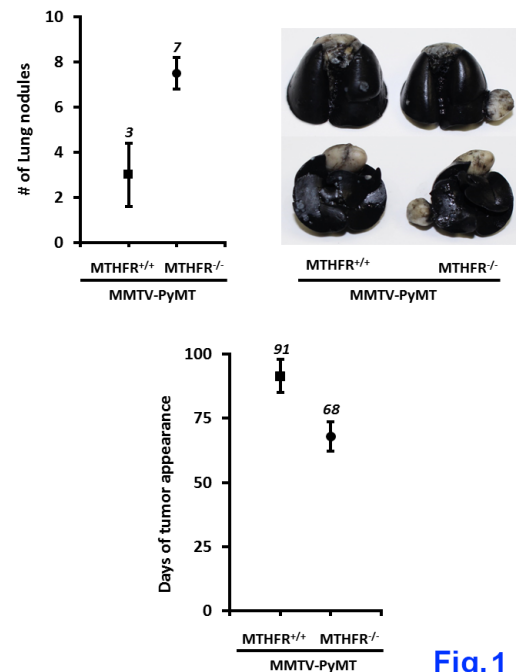 # of Lung nodules
10
8
6
4
2
0
3
7
MTHFR⁺/⁺ MTHFR⁻/⁻
MMTV-PyMT
MTHFR⁺/⁺ MTHFR⁻/⁻
MMTV-PyMT
Days of tumor appearance
100
75
50
25
0
91
68
MTHFR⁺/⁺ MTHFR⁻/⁻
MMTV-PyMT
Fig.1